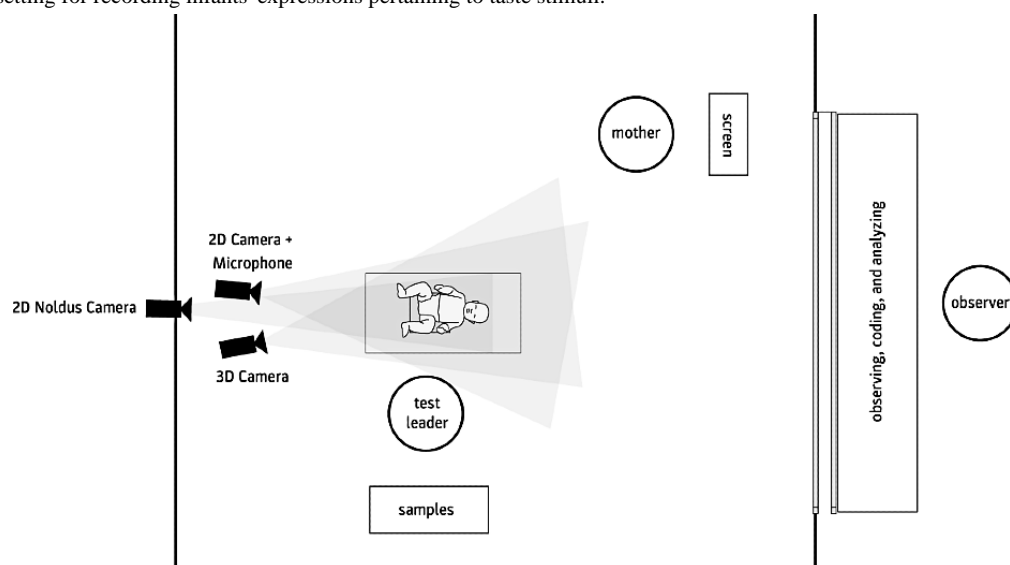 setting for recording infants' expressions pertaining to taste stimuli.
mother
screen
2D Camera +
Microphone
2D Noldus Camera
3D Camera
test
leader
samples
observing, coding, and analyzing
observer